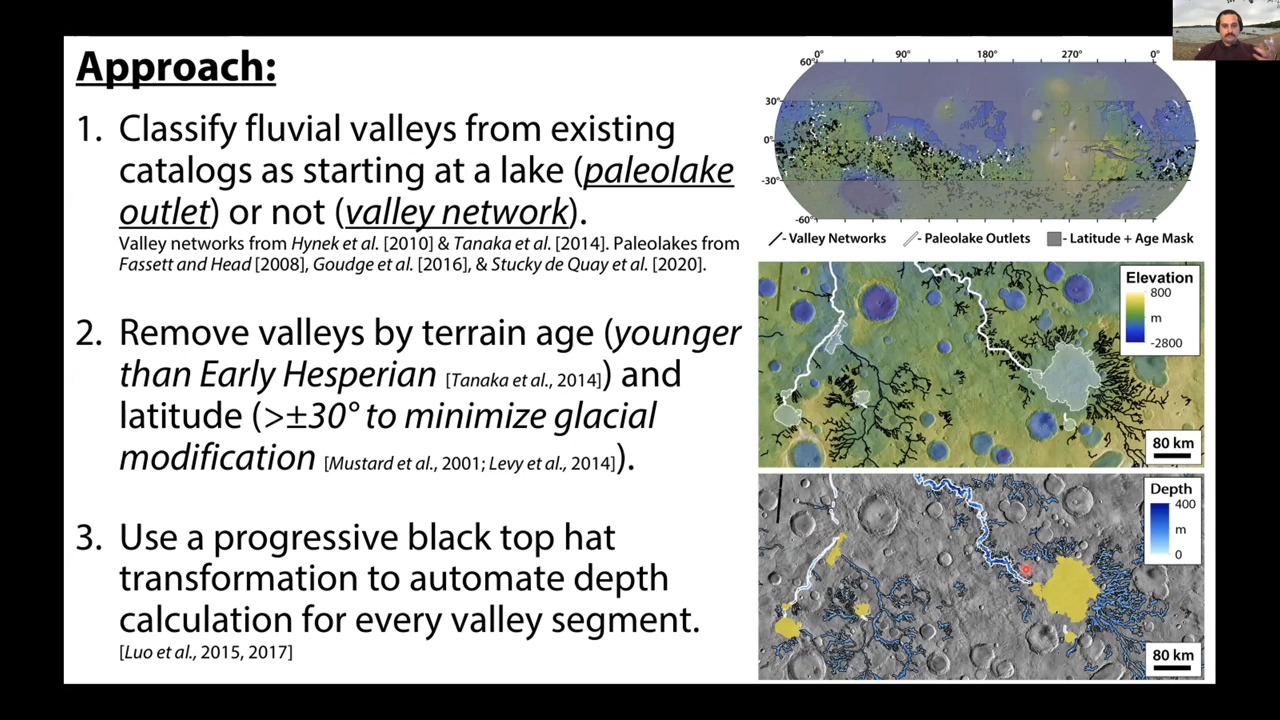 Approach:
1. Classify fluvial valleys from existing
catalogs as starting at a lake (paleolake
outlet) or not (valley network).
Valley networks from Hynek et al. [2010] & Tanaka et al. [2014]. Paleolakes from
Fassett and Head [2008], Goudge et al. [2016], & Stucky de Quay et al. [2020].
2. Remove valleys by terrain age (younger
than Early Hesperian [Tanaka et al., 2014]) and
latitude (>±30° to minimize glacial
modification [Mustard et al., 2001; Levy et al., 2014]).
3. Use a progressive black top hat
transformation to automate depth
calculation for every valley segment.
[Luo et al., 2015, 2017]
0° 90° 180° 270° 0°
60°
30°
0°
-30°
-60°
- Valley Networks - Paleolake Outlets - Latitude + Age Mask
Elevation
800
m
-2800
80 km
Depth
400
m
0
80 km